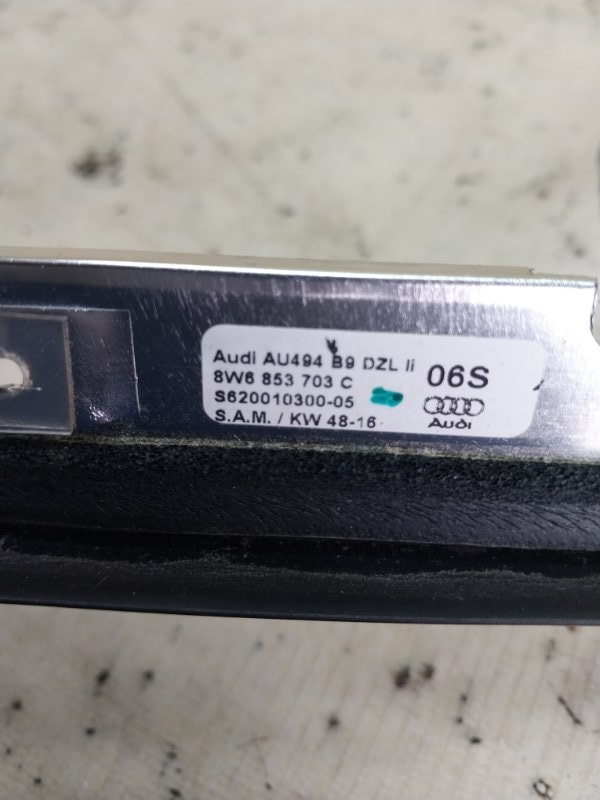 Audi AU494 B9 DZL li
8W6 853 703 C
S620010300-05
S.A.M. / KW 48-16
06S
Audi